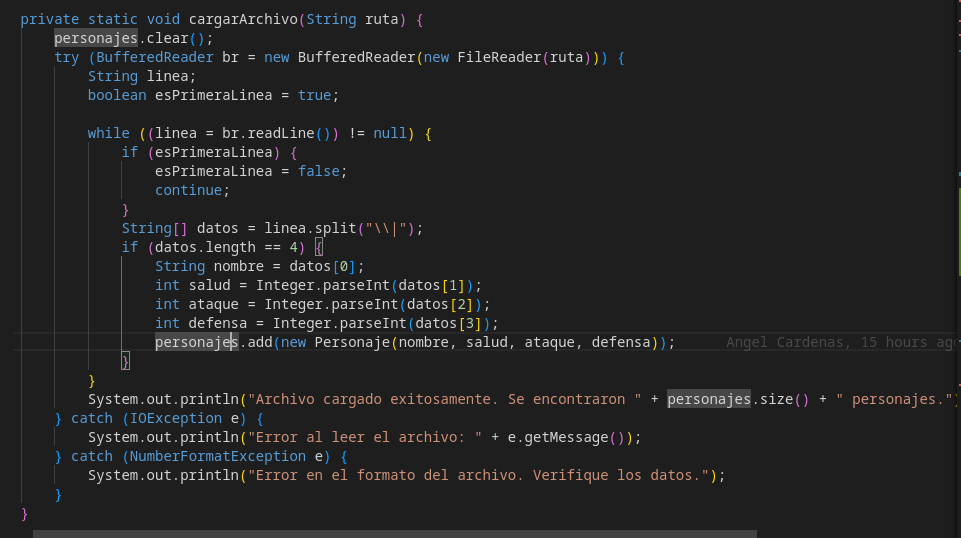 private static void cargarArchivo(String ruta) {
    personajes.clear();
    try (BufferedReader br = new BufferedReader(new FileReader(ruta))) {
        String linea;
        boolean esPrimeraLinea = true;

        while ((linea = br.readLine()) != null) {
            if (esPrimeraLinea) {
                esPrimeraLinea = false;
                continue;
            }
            String[] datos = linea.split("\\|");
            if (datos.length == 4) {
                String nombre = datos[0];
                int salud = Integer.parseInt(datos[1]);
                int ataque = Integer.parseInt(datos[2]);
                int defensa = Integer.parseInt(datos[3]);
                personajes.add(new Personaje(nombre, salud, ataque, defensa)); Angel Cardenas, 15 hours ago
            }
        }
        System.out.println("Archivo cargado exitosamente. Se encontraron " + personajes.size() + " personajes.")
    } catch (IOException e) {
        System.out.println("Error al leer el archivo: " + e.getMessage());
    } catch (NumberFormatException e) {
        System.out.println("Error en el formato del archivo. Verifique los datos.");
    }
}